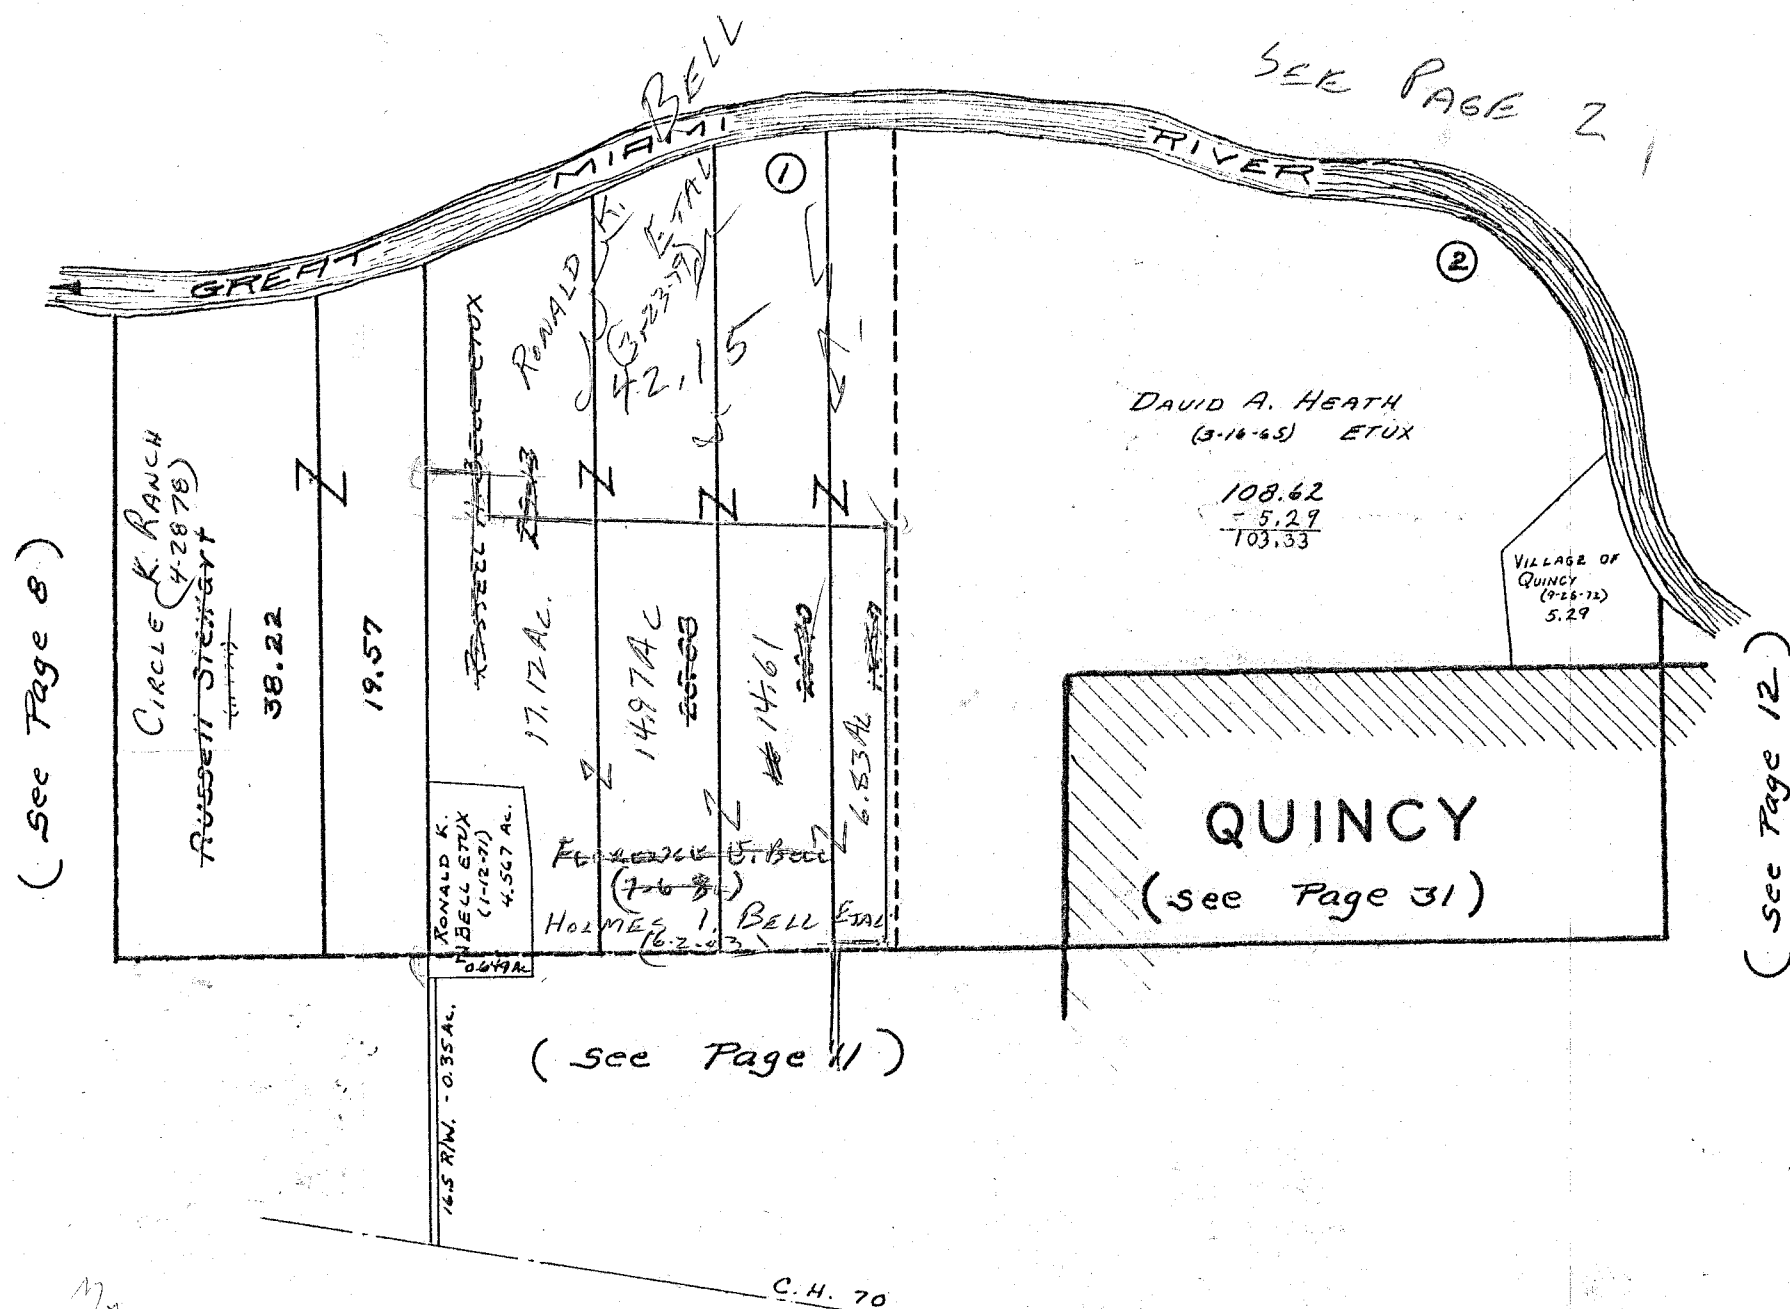 SEE PAGE 2
GREAT MIAMI RIVER
BELL
RONALD K.
ETAL
(3-23-79)
42.15
①
②
(See Page 8)
CIRCLE K. RANCH
(4-28 78)
Russell Stewart
38.22
19.57
RUSSELL H BELL ETUX
17.12 Ac.
14.97 Ac
14.61
6.83 Ac
DAVID A. HEATH
(3-16-65) ETUX
108.62
- 5.29
103.33
VILLAGE OF
QUINCY
(9-26-72)
5.29
RONALD K.
BELL ETUX
(1-12-71)
4.567 Ac.
0.649 Ac
FLORENCE E. BELL
HOLMES I. BELL ETAL
QUINCY
(see Page 31)
(see Page 12)
(see Page 11)
16.5 R/W. - 0.35 Ac.
C. H. 70